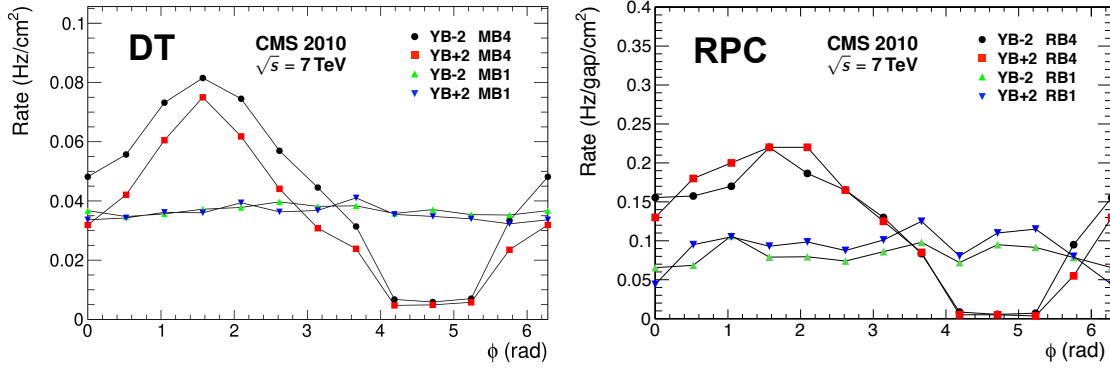 DT
CMS 2010
√s = 7 TeV
YB-2 MB4
YB+2 MB4
YB-2 MB1
YB+2 MB1
Rate (Hz/cm²)
0.1
0.08
0.06
0.04
0.02
0
0 1 2 3 4 5 6
ϕ (rad)
RPC
CMS 2010
√s = 7 TeV
YB-2 RB4
YB+2 RB4
YB-2 RB1
YB+2 RB1
Rate (Hz/gap/cm²)
0.4
0.35
0.3
0.25
0.2
0.15
0.1
0.05
0
0 1 2 3 4 5 6
ϕ (rad)